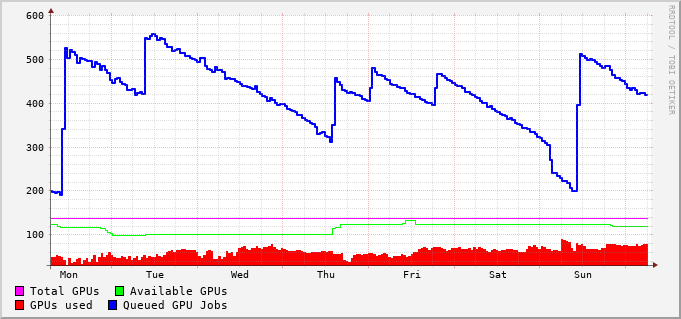 600
500
400
300
200
100
Mon Tue Wed Thu Fri Sat Sun
Total GPUs Available GPUs
GPUs used Queued GPU Jobs
RRDTOOL / TOBI OETIKER